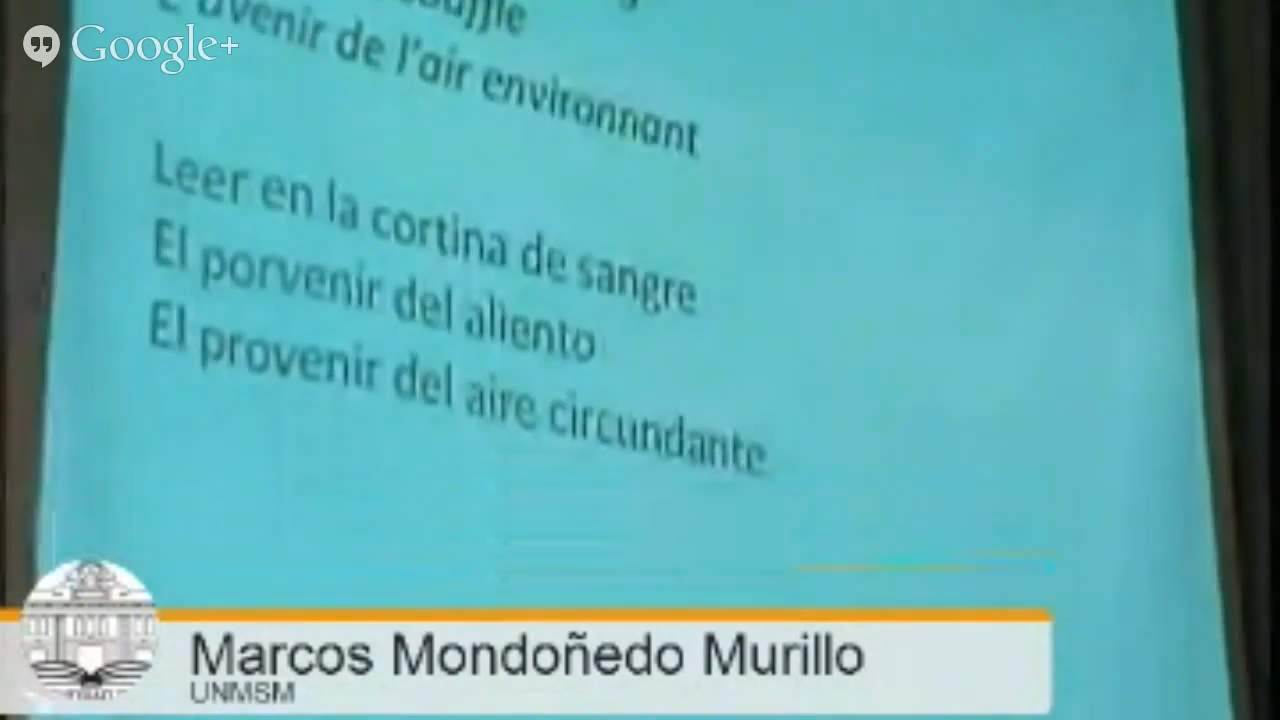 Google+
souffle
L'avenir de l'air environnant
Leer en la cortina de sangre
El porvenir del aliento
El provenir del aire circundante
Marcos Mondoñedo Murillo
UNMSM